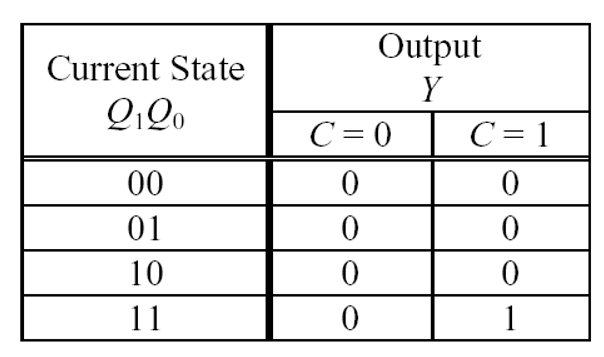 Current State
Q₁Q₀
Output
Y
C = 0 C = 1
00 0 0
01 0 0
10 0 0
11 0 1